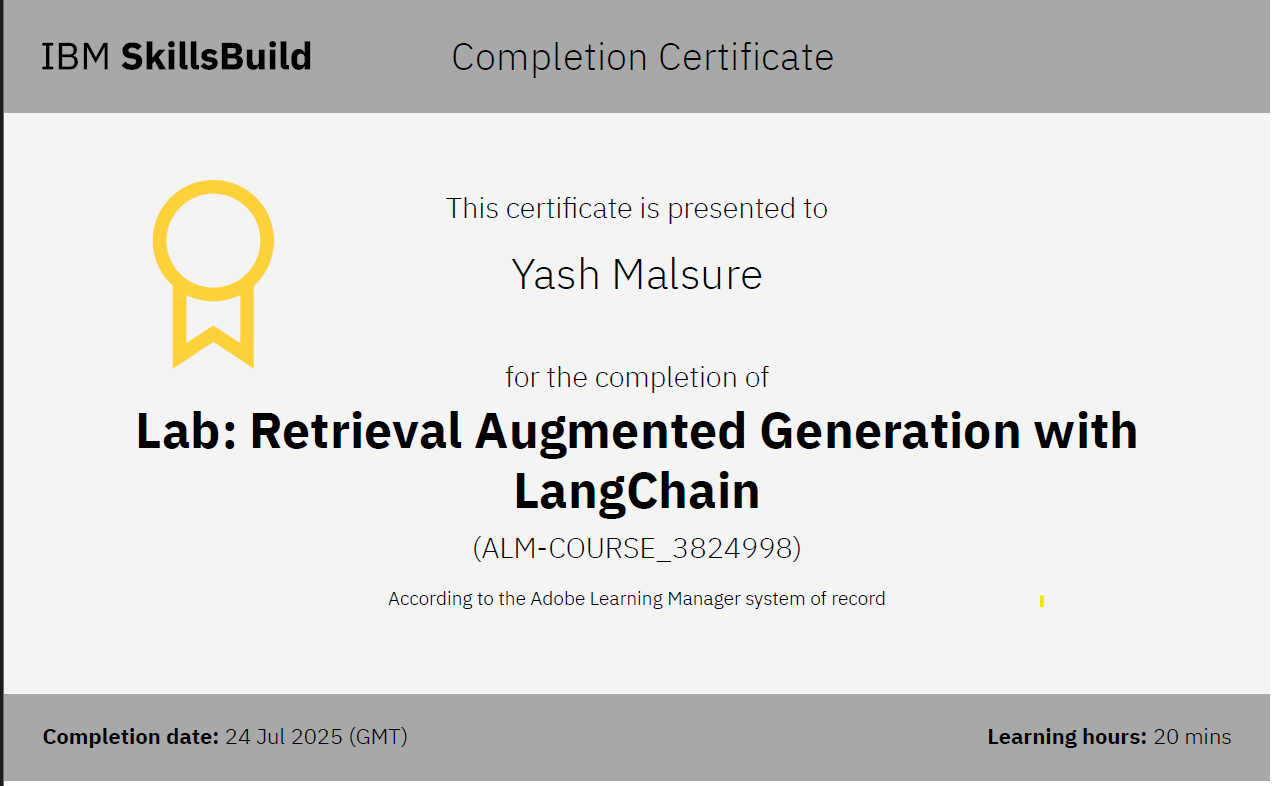 IBM SkillsBuild Completion Certificate
This certificate is presented to
Yash Malsure
for the completion of
Lab: Retrieval Augmented Generation with
LangChain
(ALM-COURSE_3824998)
According to the Adobe Learning Manager system of record
Completion date: 24 Jul 2025 (GMT) Learning hours: 20 mins